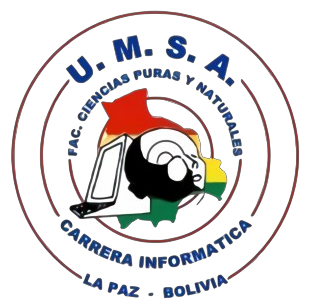 U. M. S. A.
FAC. CIENCIAS PURAS Y NATURALES
CARRERA INFORMATICA
LA PAZ - BOLIVIA